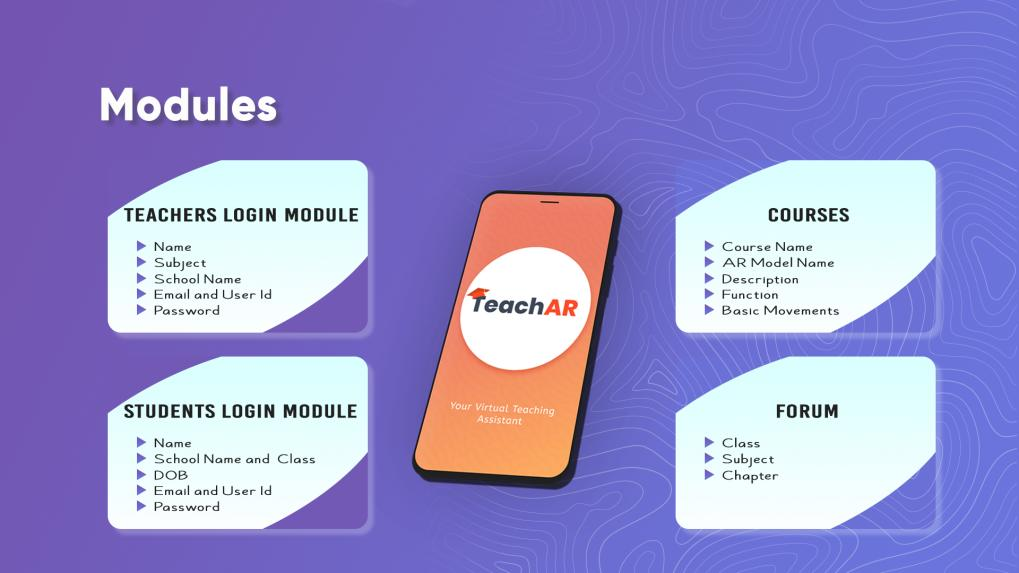 Modules
TEACHERS LOGIN MODULE
Name
Subject
School Name
Email and User Id
Password
STUDENTS LOGIN MODULE
Name
School Name and Class
DOB
Email and User Id
Password
TeachAR
Your Virtual Teaching
Assistant
COURSES
Course Name
AR Model Name
Description
Function
Basic Movements
FORUM
Class
Subject
Chapter